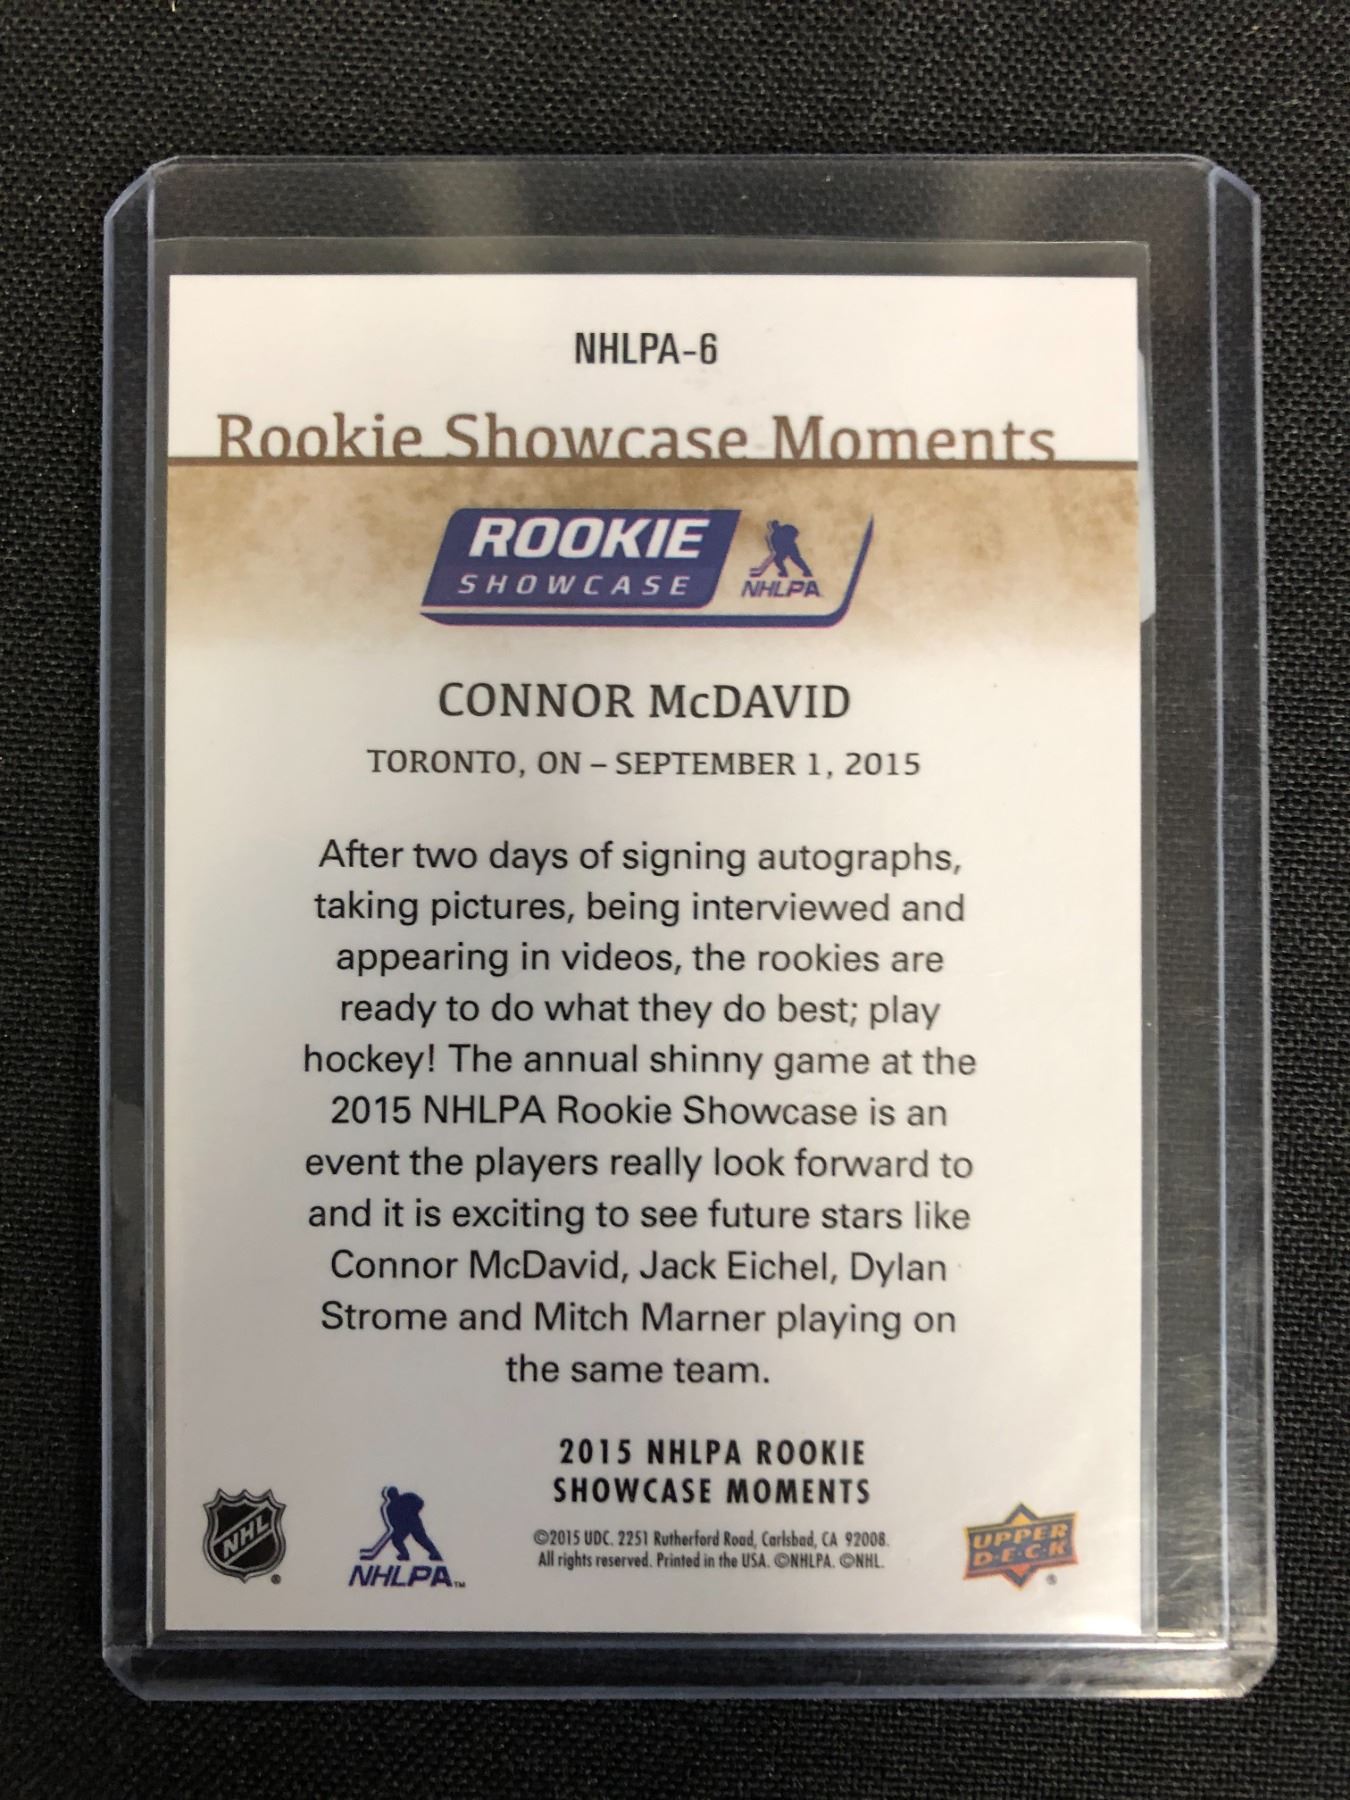 NHLPA-6
Rookie Showcase Moments
ROOKIE
SHOWCASE
NHLPA
CONNOR McDAVID
TORONTO, ON – SEPTEMBER 1, 2015
After two days of signing autographs,
taking pictures, being interviewed and
appearing in videos, the rookies are
ready to do what they do best; play
hockey! The annual shinny game at the
2015 NHLPA Rookie Showcase is an
event the players really look forward to
and it is exciting to see future stars like
Connor McDavid, Jack Eichel, Dylan
Strome and Mitch Marner playing on
the same team.
2015 NHLPA ROOKIE
SHOWCASE MOMENTS
©2015 UDC. 2251 Rutherford Road, Carlsbad, CA 92008.
All rights reserved. Printed in the USA. ©NHLPA. ©NHL.
NHL®
NHLPA™
UPPER
D·E·C·K®